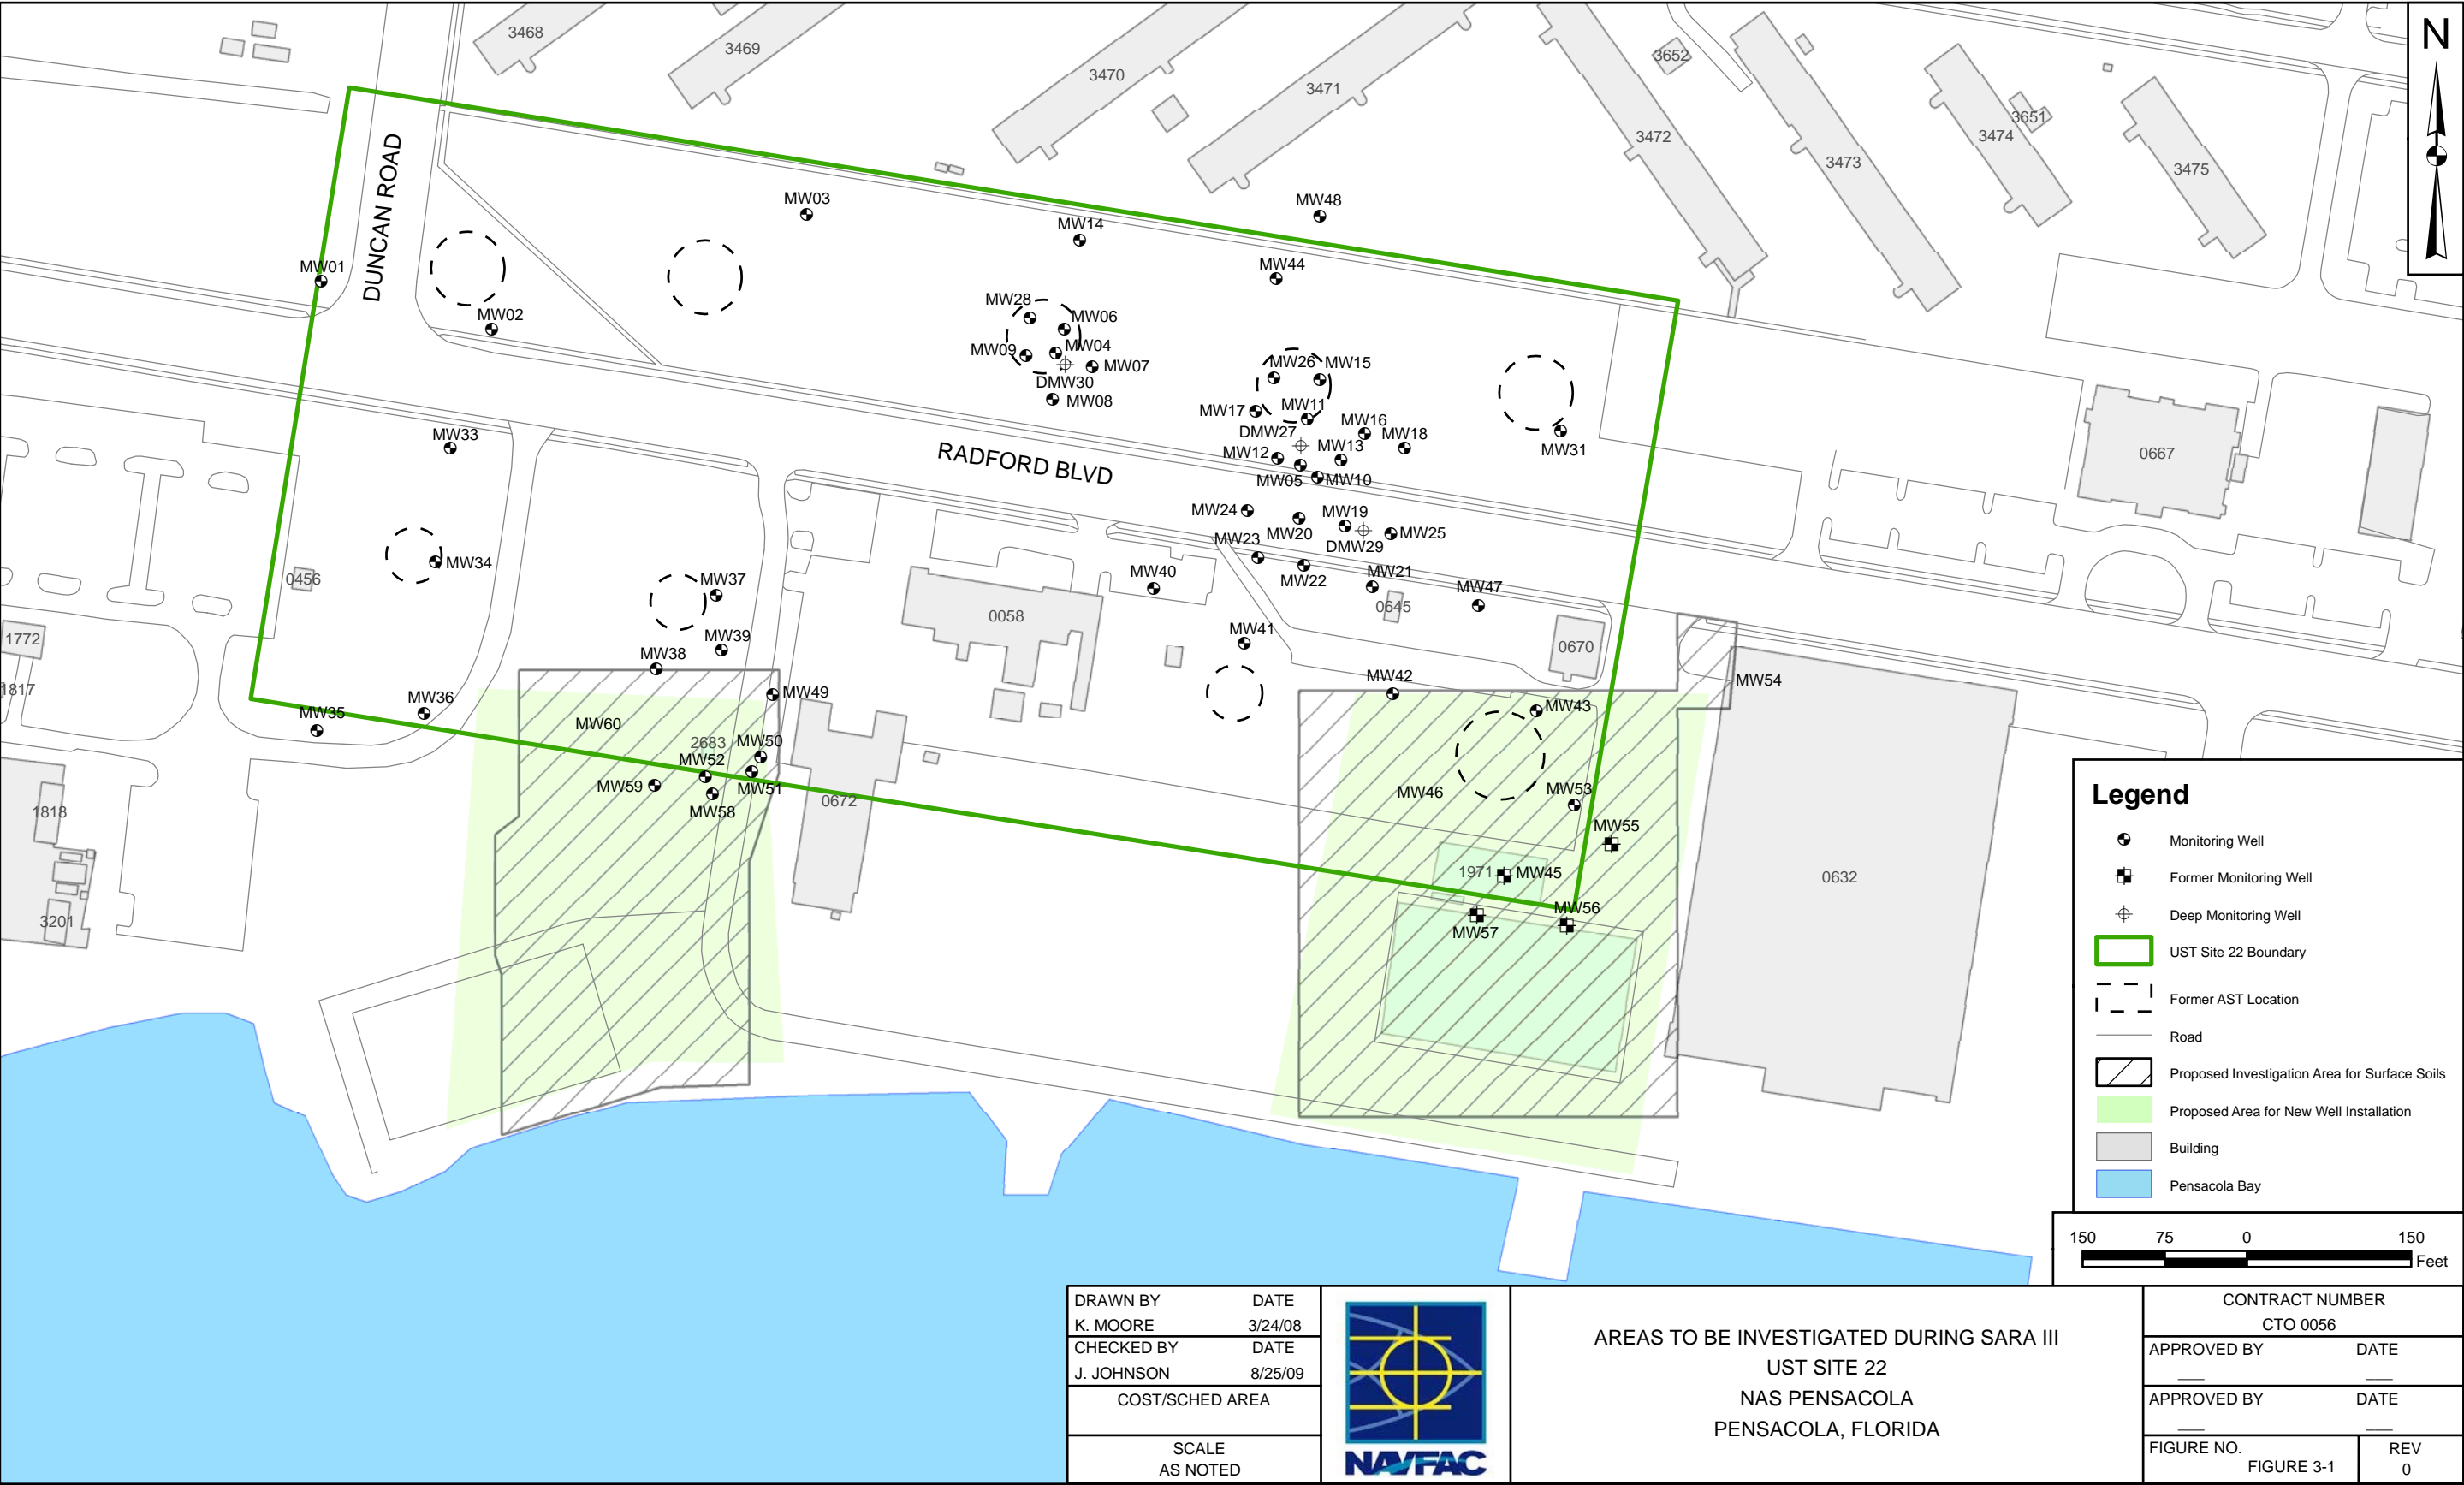 3468
3469
3470
3471
3652
3472
3473
3474
3651
3475
N
DUNCAN ROAD
MW03
MW14
MW48
MW01
MW44
MW02
MW28
MW06
MW09
MW04
MW07
DMW30
MW08
MW26
MW15
MW17
MW11
MW16
DMW27
MW13
MW18
MW12
MW31
MW05
MW10
RADFORD BLVD
MW33
0667
MW24
MW19
MW20
MW25
DMW29
MW23
MW22
MW21
MW34
0456
MW37
MW40
MW47
0645
0058
1772
MW39
MW41
0670
MW38
1817
MW49
MW42
MW54
MW35
MW36
MW60
2683
MW50
MW43
MW52
MW59
MW51
MW58
0672
MW46
MW53
1818
MW55
1971
MW45
0632
3201
MW56
MW57
Legend
Monitoring Well
Former Monitoring Well
Deep Monitoring Well
UST Site 22 Boundary
Former AST Location
Road
Proposed Investigation Area for Surface Soils
Proposed Area for New Well Installation
Building
Pensacola Bay
150 75 0 150
Feet
DRAWN BY DATE
K. MOORE 3/24/08
CHECKED BY DATE
J. JOHNSON 8/25/09
COST/SCHED AREA
SCALE
AS NOTED
NAVFAC
AREAS TO BE INVESTIGATED DURING SARA III
UST SITE 22
NAS PENSACOLA
PENSACOLA, FLORIDA
CONTRACT NUMBER
CTO 0056
APPROVED BY DATE
___ ___
APPROVED BY DATE
___ ___
FIGURE NO. REV
FIGURE 3-1 0